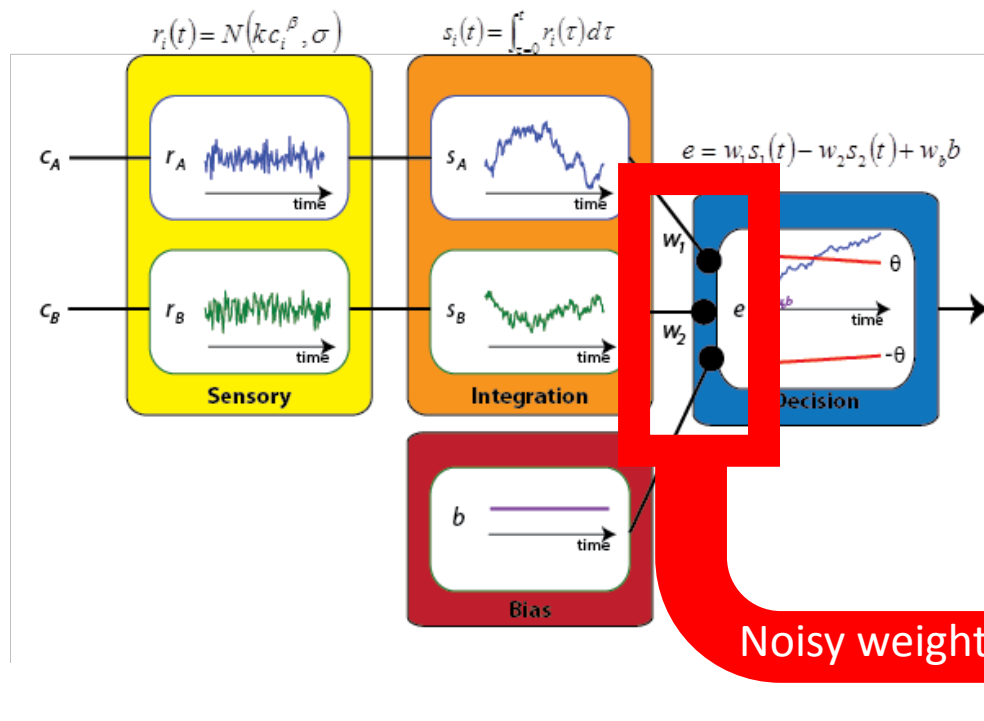 r_i(t) = N(kc_i^β, σ)
s_i(t) = ∫_{τ=0}^{t} r_i(τ)dτ
e = w_1s_1(t) − w_2s_2(t) + w_bb
c_A
r_A
time
s_A
time
c_B
r_B
time
s_B
time
w_1
w_2
e
θ
time
-θ
Sensory
Integration
Decision
b
time
Bias
Noisy weight